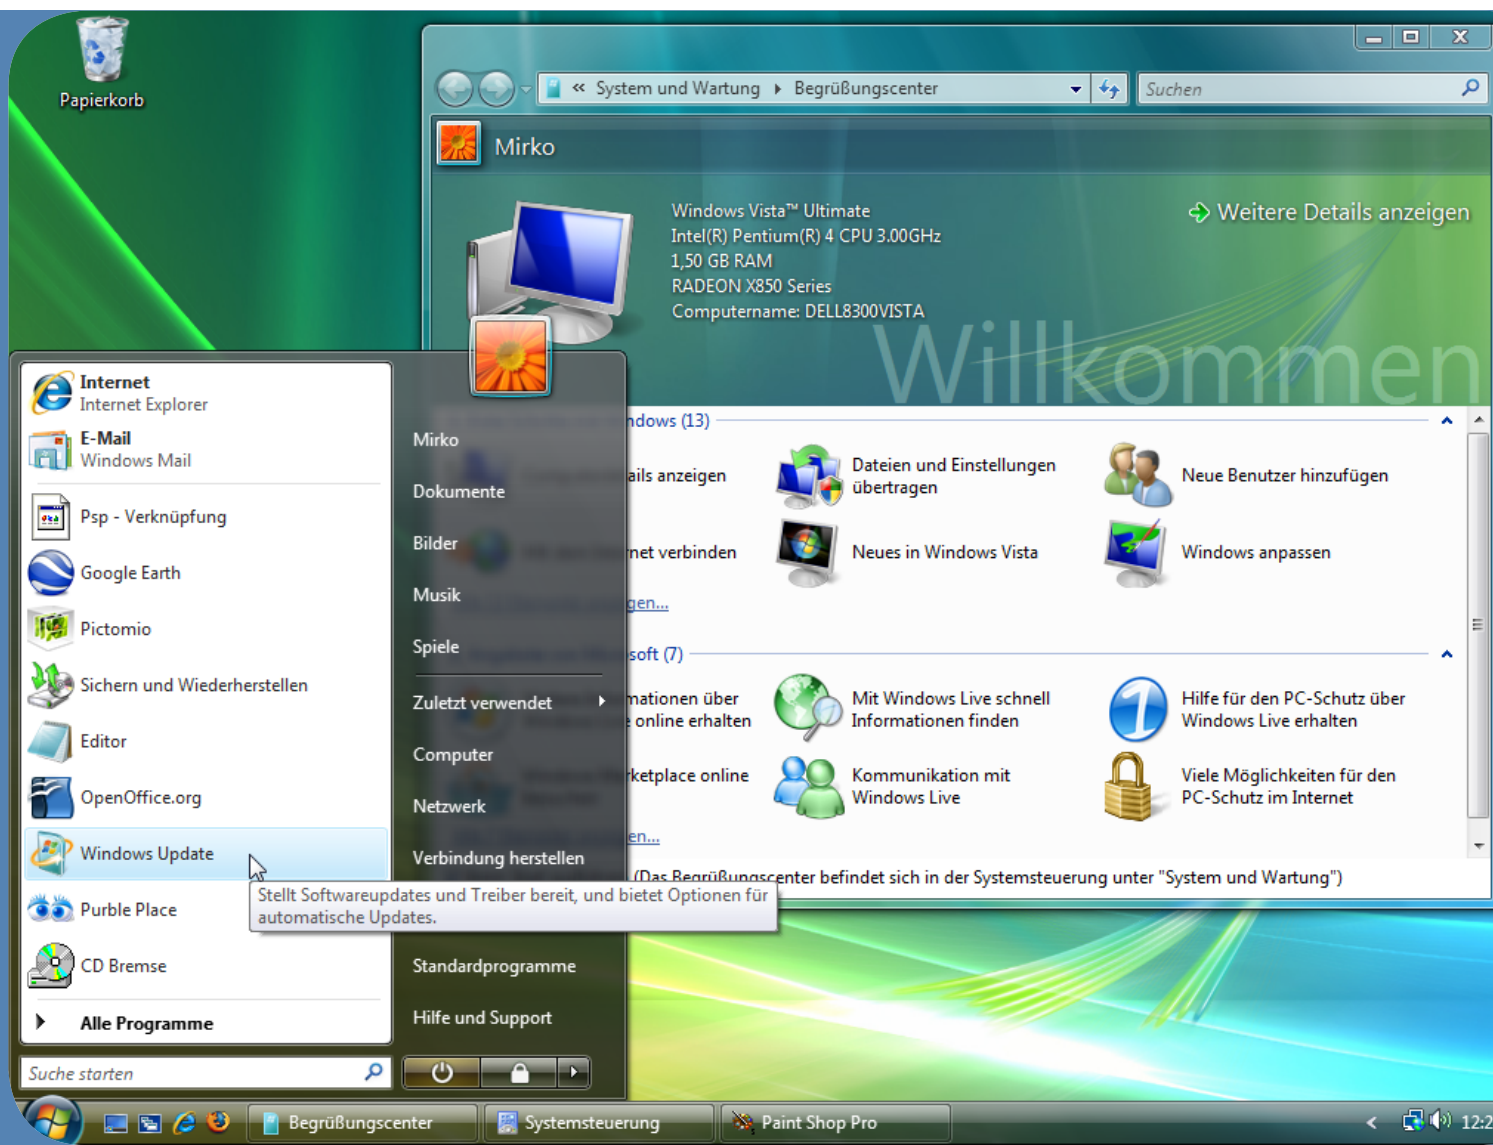 Papierkorb
« System und Wartung Begrüßungscenter
Suchen
Mirko
Windows Vista™ Ultimate
Intel(R) Pentium(R) 4 CPU 3.00GHz
1,50 GB RAM
RADEON X850 Series
Computername: DELL8300VISTA
Weitere Details anzeigen
Willkommen
ndows (13)
ails anzeigen
Dateien und Einstellungen
übertragen
Neue Benutzer hinzufügen
net verbinden
Neues in Windows Vista
Windows anpassen
gen...
soft (7)
mationen über
online erhalten
Mit Windows Live schnell
Informationen finden
Hilfe für den PC-Schutz über
Windows Live erhalten
rketplace online
Kommunikation mit
Windows Live
Viele Möglichkeiten für den
PC-Schutz im Internet
en...
(Das Begrüßungscenter befindet sich in der Systemsteuerung unter "System und Wartung")
Internet
Internet Explorer
E-Mail
Windows Mail
Psp - Verknüpfung
Google Earth
Pictomio
Sichern und Wiederherstellen
Editor
OpenOffice.org
Windows Update
Purble Place
CD Bremse
Alle Programme
Suche starten
Mirko
Dokumente
Bilder
Musik
Spiele
Zuletzt verwendet
Computer
Netzwerk
Verbindung herstellen
Stellt Softwareupdates und Treiber bereit, und bietet Optionen für
automatische Updates.
Standardprogramme
Hilfe und Support
Begrüßungscenter
Systemsteuerung
Paint Shop Pro
12:2